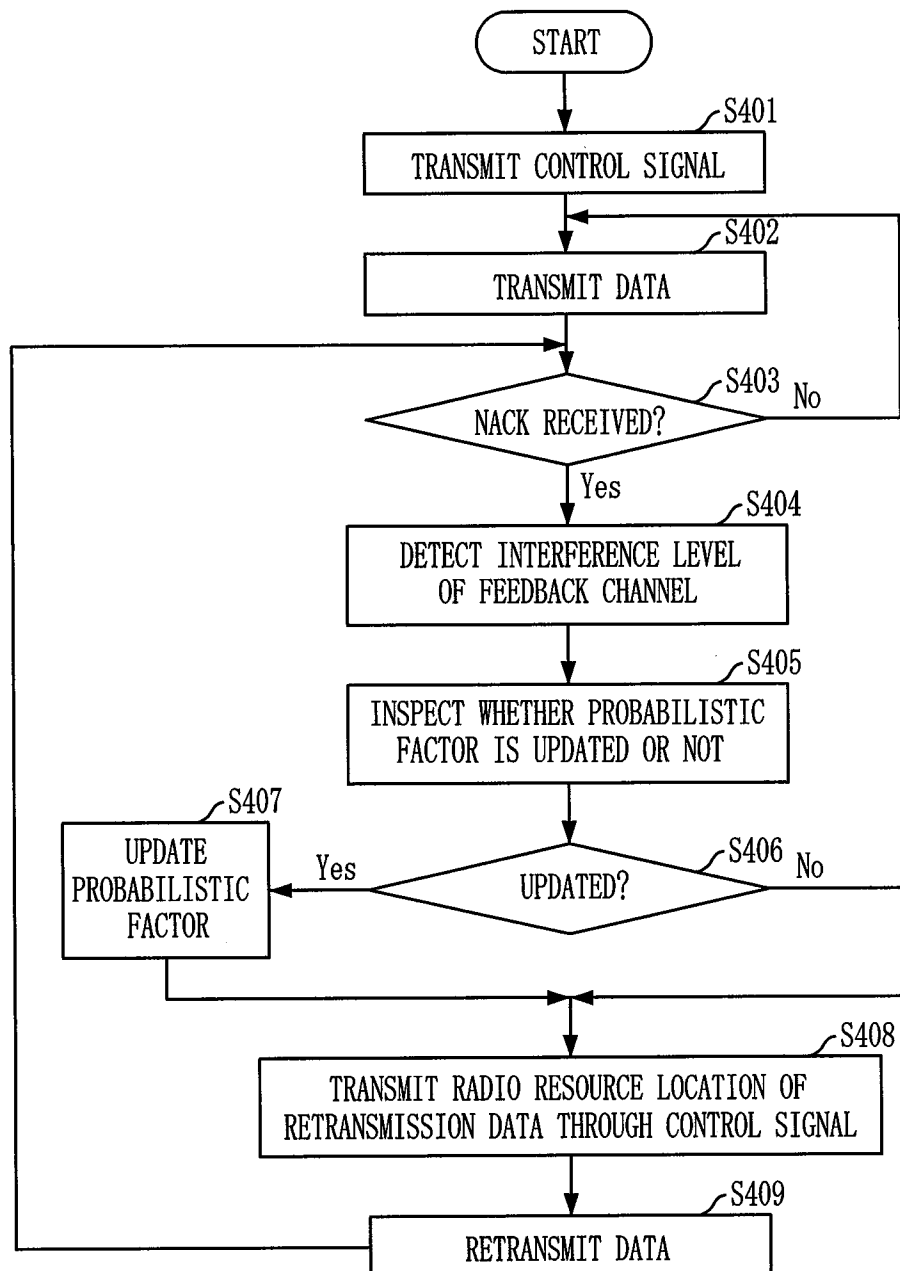 START
S401
TRANSMIT CONTROL SIGNAL
S402
TRANSMIT DATA
S403
NACK RECEIVED?
No
Yes
S404
DETECT INTERFERENCE LEVEL
OF FEEDBACK CHANNEL
S405
INSPECT WHETHER PROBABILISTIC
FACTOR IS UPDATED OR NOT
S407
UPDATE
PROBABILISTIC
FACTOR
Yes
S406
UPDATED?
No
S408
TRANSMIT RADIO RESOURCE LOCATION OF
RETRANSMISSION DATA THROUGH CONTROL SIGNAL
S409
RETRANSMIT DATA